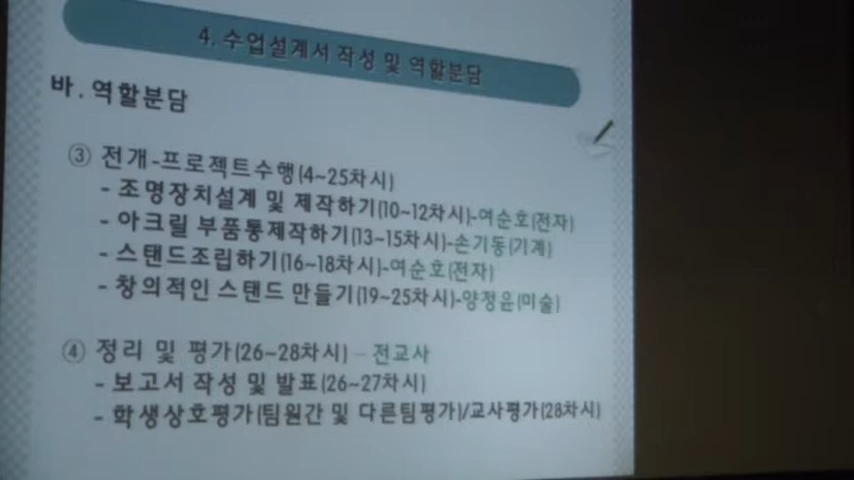 4. 수업설계서 작성 및 역할분담
바. 역할분담
③ 전개-프로젝트수행(4~25차시)
- 조명장치설계 및 제작하기(10~12차시)-여순호(전자)
- 아크릴 부품통제작하기(13~15차시)-손기동(기계)
- 스탠드조립하기(16~18차시)-여순호(전자)
- 창의적인 스탠드 만들기(19~25차시)-양정윤(미술)
④ 정리 및 평가(26~28차시) – 전교사
- 보고서 작성 및 발표(26~27차시)
- 학생상호평가(팀원간 및 다른팀평가)/교사평가(28차시)